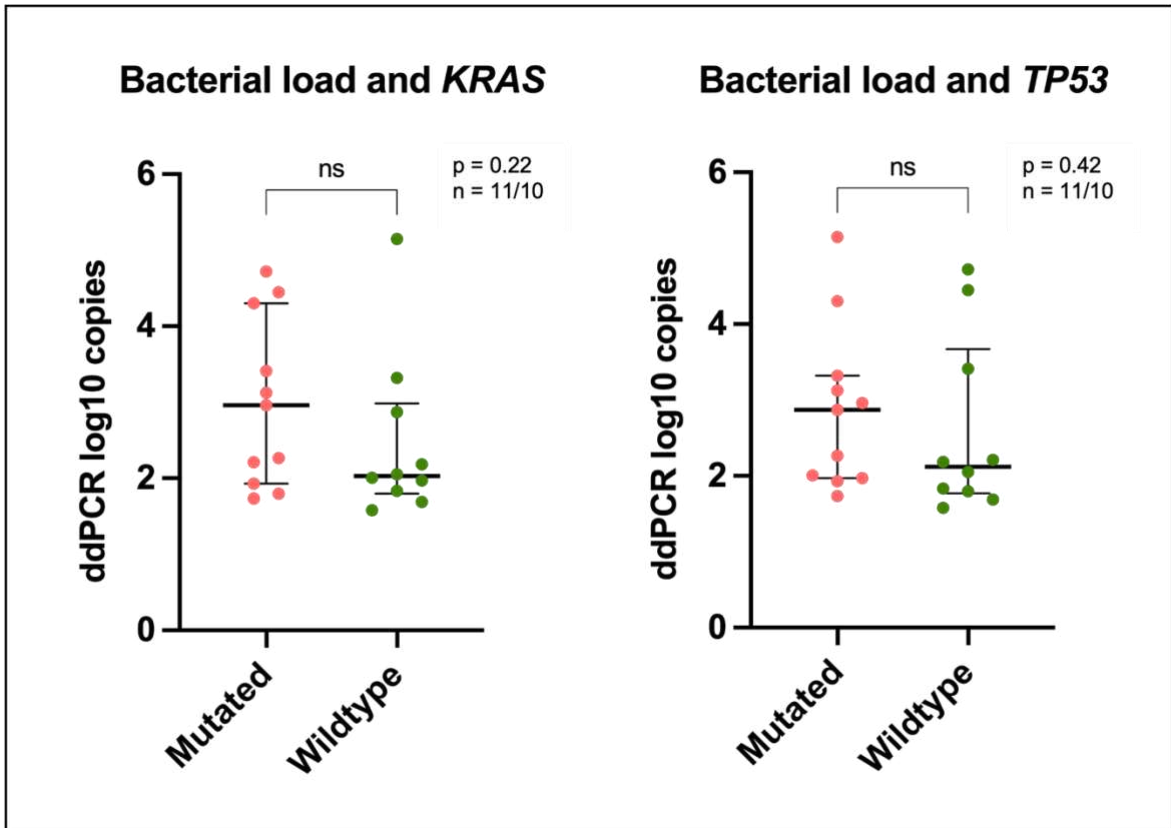 Bacterial load and KRAS
ns
p = 0.22
n = 11/10
ddPCR log10 copies
6
4
2
0
Mutated
Wildtype
Bacterial load and TP53
ns
p = 0.42
n = 11/10
ddPCR log10 copies
6
4
2
0
Mutated
Wildtype